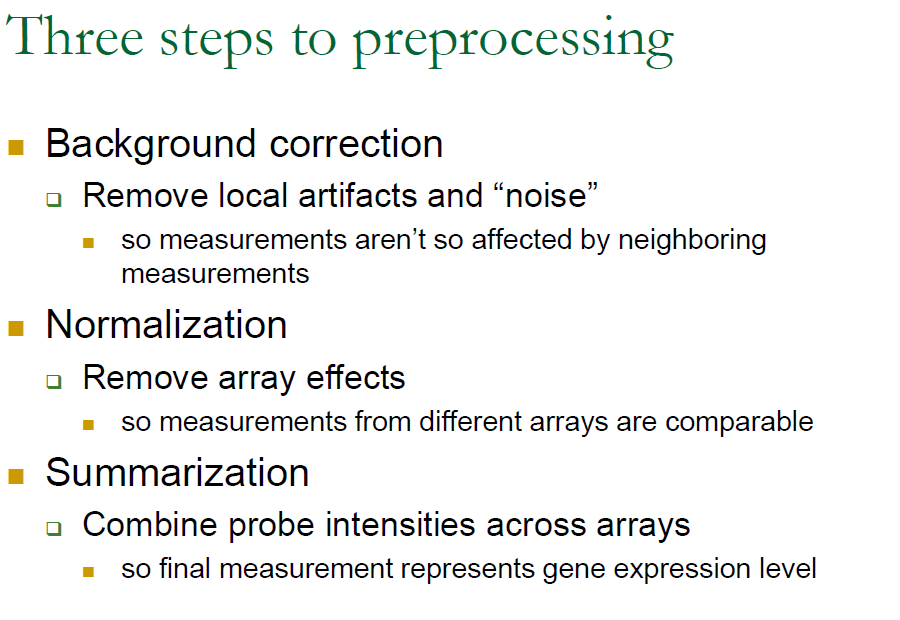 Three steps to preprocessing
Background correction
Remove local artifacts and “noise”
so measurements aren’t so affected by neighboring
measurements
Normalization
Remove array effects
so measurements from different arrays are comparable
Summarization
Combine probe intensities across arrays
so final measurement represents gene expression level